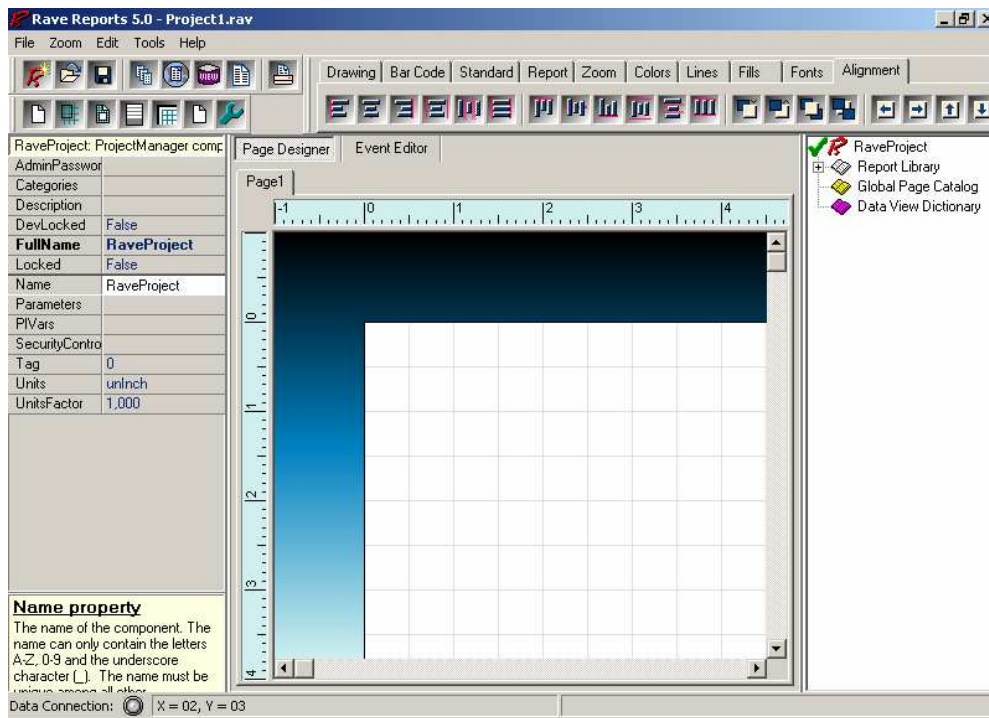 Rave Reports 5.0 - Project1.rav
File Zoom Edit Tools Help
Drawing Bar Code Standard Report Zoom Colors Lines Fills Fonts Alignment
RaveProject: ProjectManager comp
AdminPasswor
Categories
Description
DevLocked False
FullName RaveProject
Locked False
Name RaveProject
Parameters
PIVars
SecurityContro
Tag 0
Units unInch
UnitsFactor 1,000
Name property
The name of the component. The
name can only contain the letters
A-Z, 0-9 and the underscore
character (_). The name must be
unique among all other
Page Designer Event Editor
Page1
-1 0 1 2 3 4
0
1
2
3
4
RaveProject
Report Library
Global Page Catalog
Data View Dictionary
Data Connection: X = 02, Y = 03